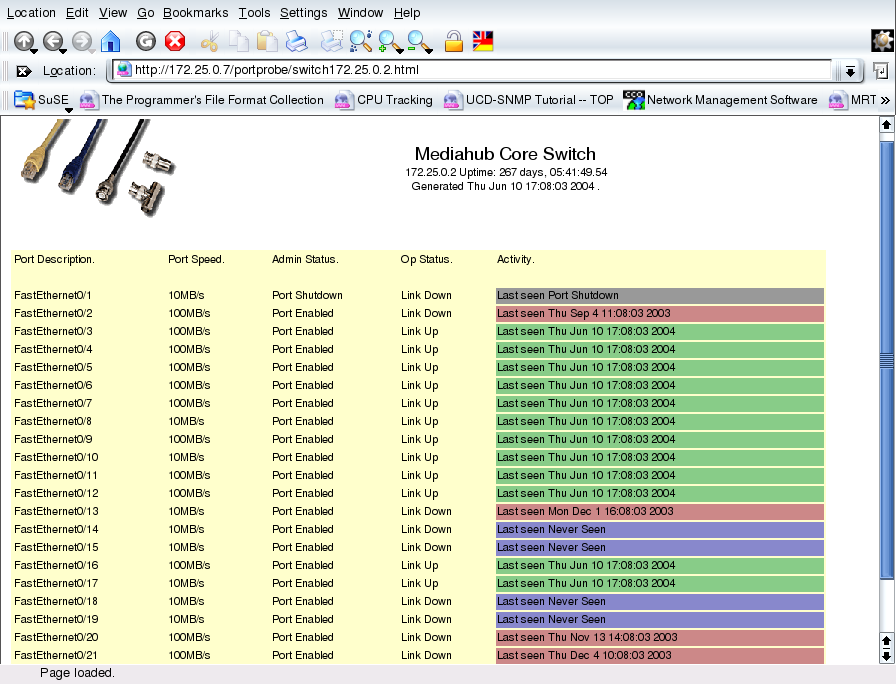 Location Edit View Go Bookmarks Tools Settings Window Help
Location: http://172.25.0.7/portprobe/switch172.25.0.2.html
SuSE The Programmer's File Format Collection CPU Tracking UCD-SNMP Tutorial -- TOP CCO Network Management Software MRT »
Mediahub Core Switch
172.25.0.2 Uptime: 267 days, 05:41:49.54
Generated Thu Jun 10 17:08:03 2004 .
Port Description. Port Speed. Admin Status. Op Status. Activity.
FastEthernet0/1 10MB/s Port Shutdown Link Down Last seen Port Shutdown
FastEthernet0/2 100MB/s Port Enabled Link Down Last seen Thu Sep 4 11:08:03 2003
FastEthernet0/3 100MB/s Port Enabled Link Up Last seen Thu Jun 10 17:08:03 2004
FastEthernet0/4 100MB/s Port Enabled Link Up Last seen Thu Jun 10 17:08:03 2004
FastEthernet0/5 100MB/s Port Enabled Link Up Last seen Thu Jun 10 17:08:03 2004
FastEthernet0/6 100MB/s Port Enabled Link Up Last seen Thu Jun 10 17:08:03 2004
FastEthernet0/7 100MB/s Port Enabled Link Up Last seen Thu Jun 10 17:08:03 2004
FastEthernet0/8 10MB/s Port Enabled Link Up Last seen Thu Jun 10 17:08:03 2004
FastEthernet0/9 100MB/s Port Enabled Link Up Last seen Thu Jun 10 17:08:03 2004
FastEthernet0/10 10MB/s Port Enabled Link Up Last seen Thu Jun 10 17:08:03 2004
FastEthernet0/11 100MB/s Port Enabled Link Up Last seen Thu Jun 10 17:08:03 2004
FastEthernet0/12 100MB/s Port Enabled Link Up Last seen Thu Jun 10 17:08:03 2004
FastEthernet0/13 10MB/s Port Enabled Link Down Last seen Mon Dec 1 16:08:03 2003
FastEthernet0/14 10MB/s Port Enabled Link Down Last seen Never Seen
FastEthernet0/15 10MB/s Port Enabled Link Down Last seen Never Seen
FastEthernet0/16 100MB/s Port Enabled Link Up Last seen Thu Jun 10 17:08:03 2004
FastEthernet0/17 10MB/s Port Enabled Link Up Last seen Thu Jun 10 17:08:03 2004
FastEthernet0/18 10MB/s Port Enabled Link Down Last seen Never Seen
FastEthernet0/19 10MB/s Port Enabled Link Down Last seen Never Seen
FastEthernet0/20 100MB/s Port Enabled Link Down Last seen Thu Nov 13 14:08:03 2003
FastEthernet0/21 100MB/s Port Enabled Link Down Last seen Thu Dec 4 10:08:03 2003
Page loaded.